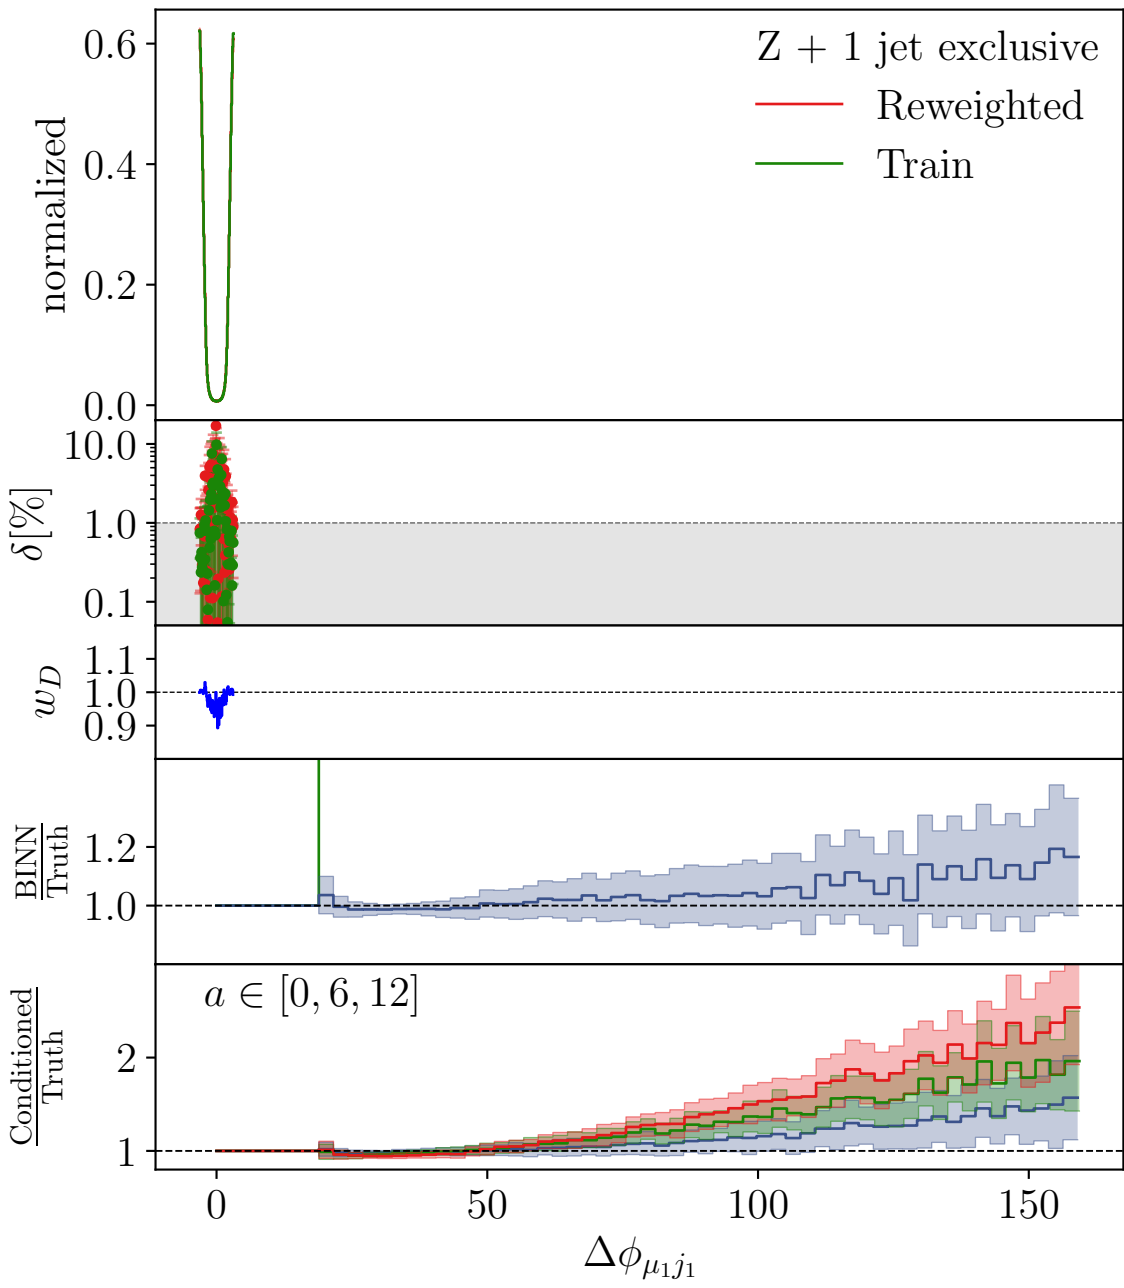 Z + 1 jet exclusive
Reweighted
Train
normalized
0.6
0.4
0.2
0.0
δ[%]
10.0
1.0
0.1
w_D
1.1
1.0
0.9
BINN
Truth
1.2
1.0
Conditioned
Truth
a ∈ [0, 6, 12]
2
1
0 50 100 150
Δϕ_{μ₁j₁}